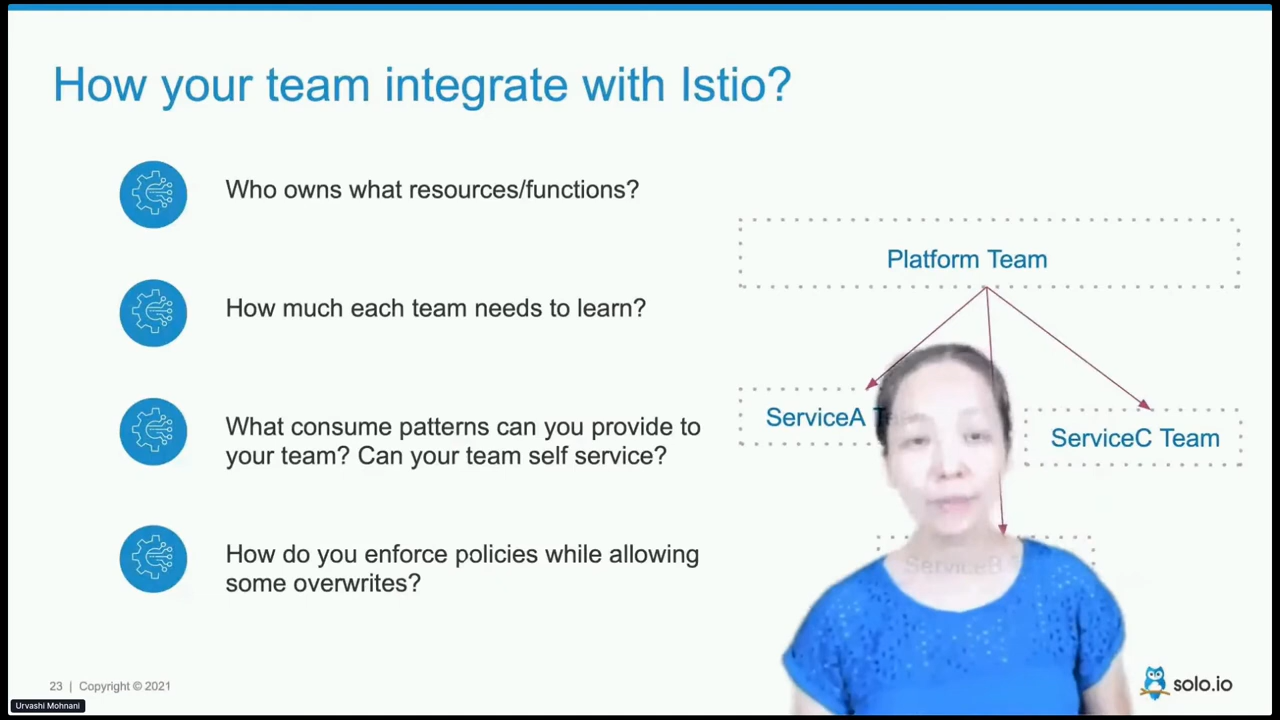 How your team integrate with Istio?
Who owns what resources/functions?
How much each team needs to learn?
What consume patterns can you provide to
your team? Can your team self service?
How do you enforce policies while allowing
some overwrites?
Platform Team
ServiceA
ServiceC Team
ServiceB
23 | Copyright © 2021
solo.io
Urvashi Mohnani